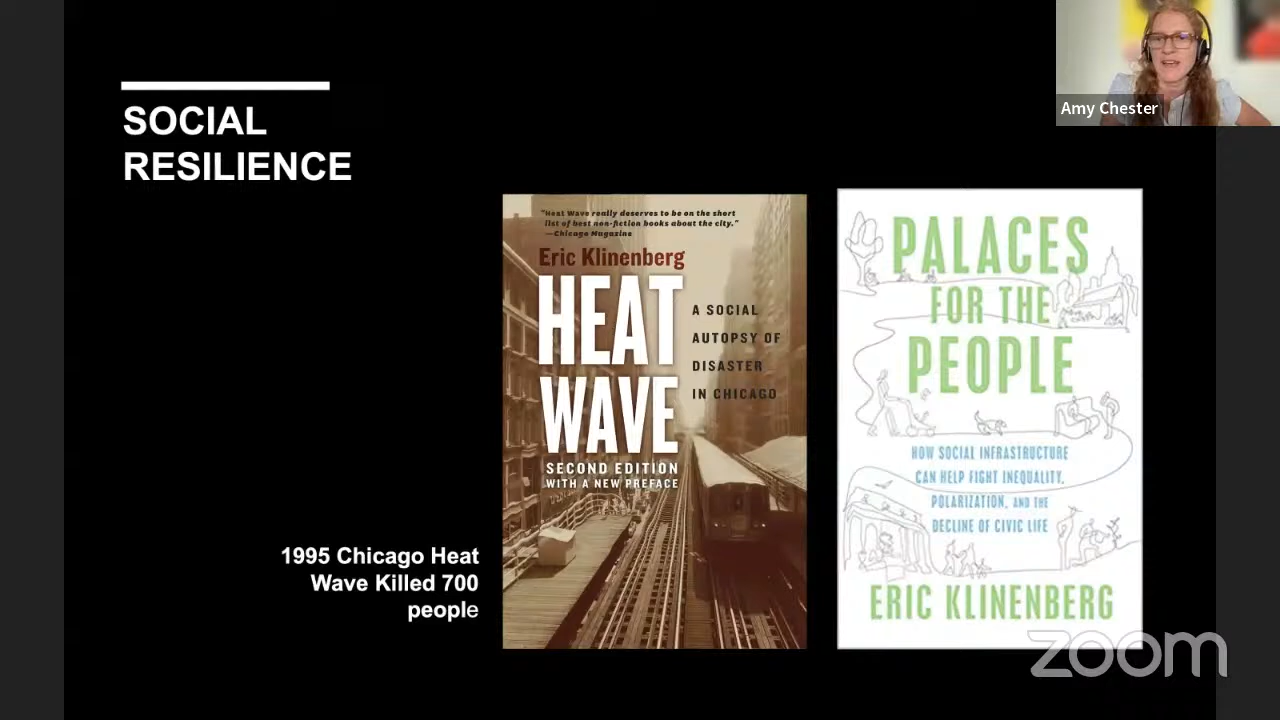 SOCIAL
RESILIENCE
Amy Chester
"Heat Wave really deserves to be on the short
list of best non-fiction books about the city."
—Chicago Magazine
Eric Klinenberg
HEAT
WAVE
A SOCIAL
AUTOPSY OF
DISASTER
IN CHICAGO
SECOND EDITION
WITH A NEW PREFACE
PALACES
FOR THE
PEOPLE
HOW SOCIAL INFRASTRUCTURE
CAN HELP FIGHT INEQUALITY,
POLARIZATION, AND THE
DECLINE OF CIVIC LIFE
ERIC KLINENBERG
1995 Chicago Heat
Wave Killed 700
people
zoom